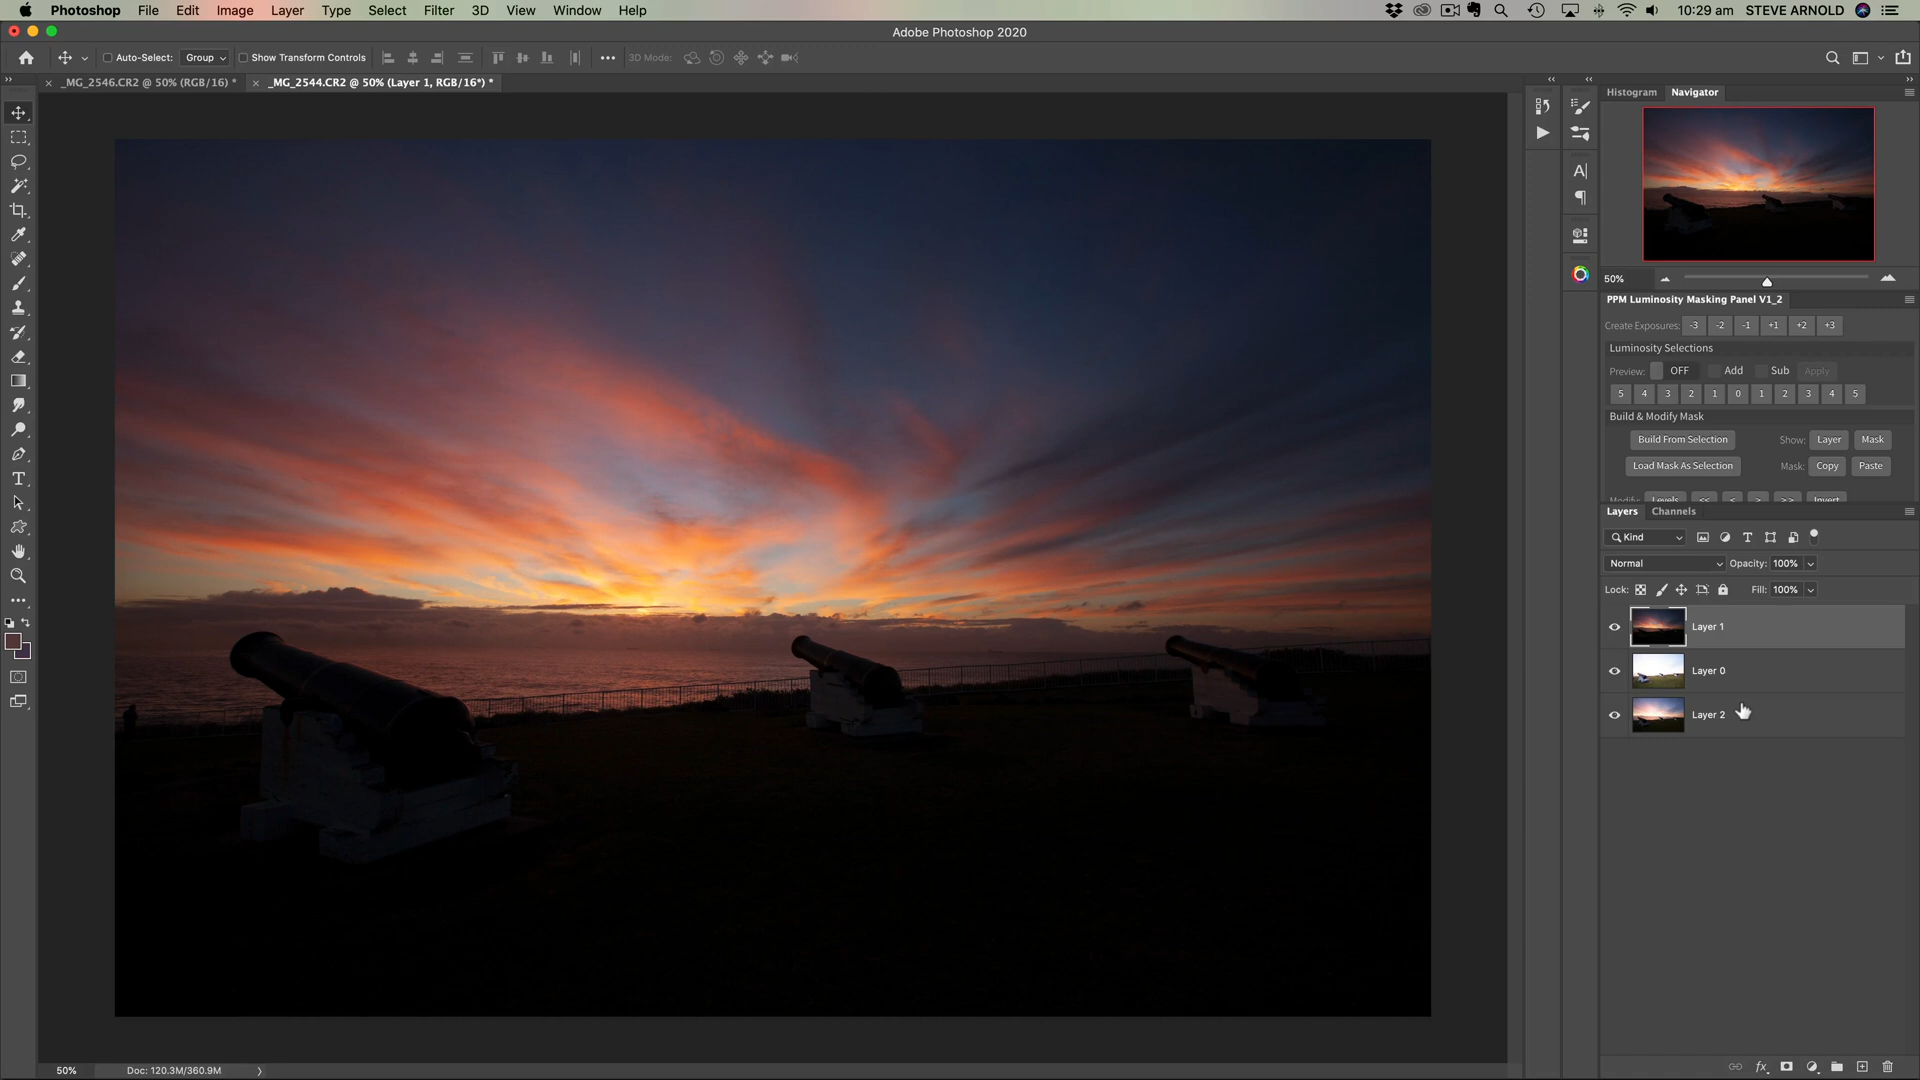 Photoshop File Edit Image Layer Type Select Filter 3D View Window Help 10:29 am STEVE ARNOLD
Adobe Photoshop 2020
Auto-Select: Group Show Transform Controls 3D Mode:
_MG_2546.CR2 @ 50% (RGB/16) * _MG_2544.CR2 @ 50% (Layer 1, RGB/16*) *
Histogram Navigator
50%
PPM Luminosity Masking Panel V1_2
Create Exposures: -3 -2 -1 +1 +2 +3
Luminosity Selections
Preview: OFF Add Sub Apply
5 4 3 2 1 0 1 2 3 4 5
Build & Modify Mask
Build From Selection Show: Layer Mask
Load Mask As Selection Mask: Copy Paste
Modify: Levels << < > >> Invert
Layers Channels
Kind
Normal Opacity: 100%
Lock: Fill: 100%
Layer 1
Layer 0
Layer 2
50% Doc: 120.3M/360.9M